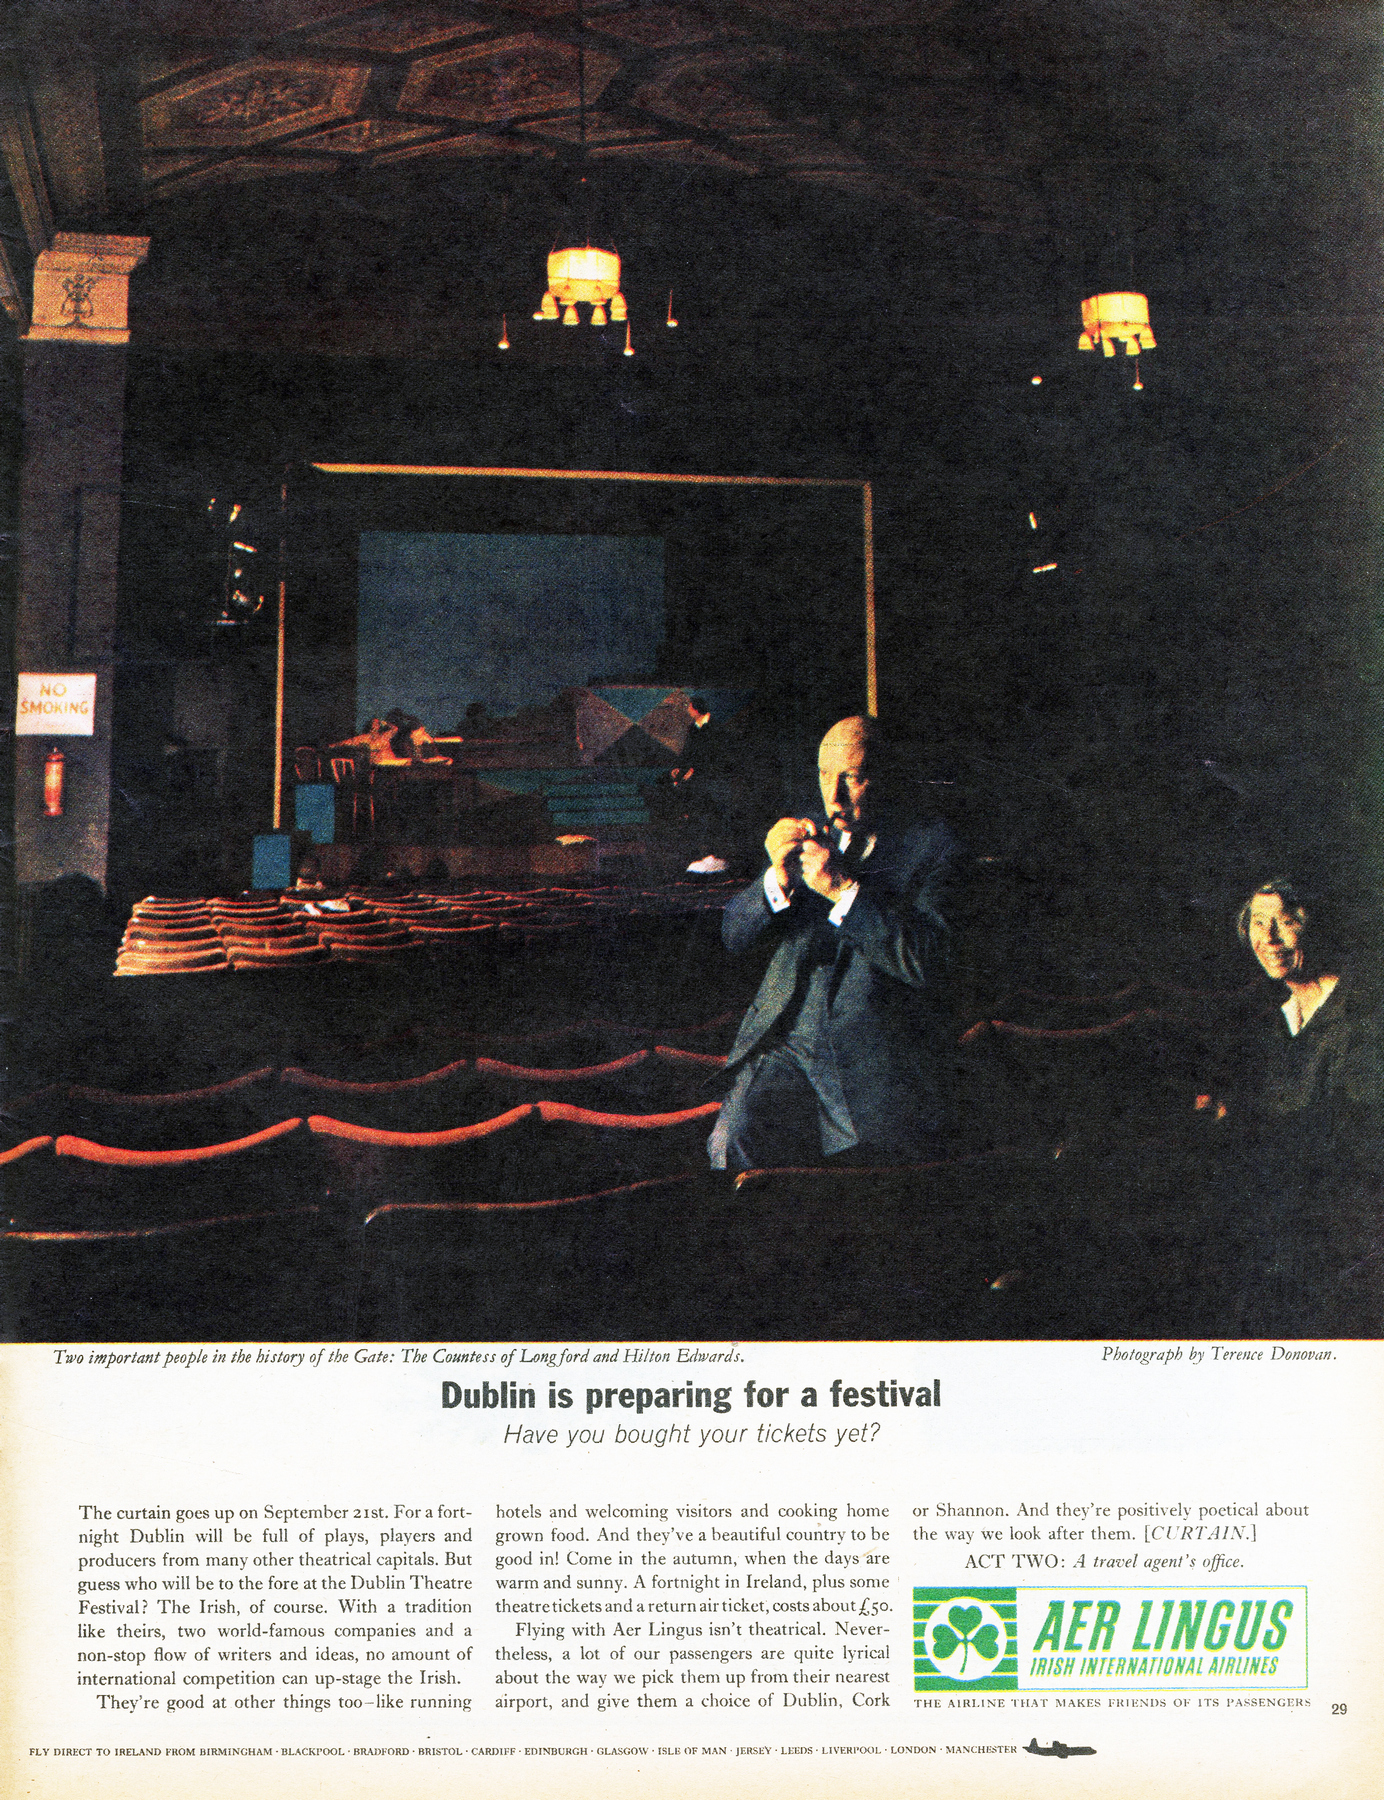 NO
SMOKING
Two important people in the history of the Gate: The Countess of Longford and Hilton Edwards.
Photograph by Terence Donovan.
Dublin is preparing for a festival
Have you bought your tickets yet?
The curtain goes up on September 21st. For a fort-
night Dublin will be full of plays, players and
producers from many other theatrical capitals. But
guess who will be to the fore at the Dublin Theatre
Festival? The Irish, of course. With a tradition
like theirs, two world-famous companies and a
non-stop flow of writers and ideas, no amount of
international competition can up-stage the Irish.
They're good at other things too–like running
hotels and welcoming visitors and cooking home
grown food. And they've a beautiful country to be
good in! Come in the autumn, when the days are
warm and sunny. A fortnight in Ireland, plus some
theatre tickets and a return air ticket, costs about £50.
Flying with Aer Lingus isn't theatrical. Never-
theless, a lot of our passengers are quite lyrical
about the way we pick them up from their nearest
airport, and give them a choice of Dublin, Cork
or Shannon. And they're positively poetical about
the way we look after them. [CURTAIN.]
ACT TWO: A travel agent's office.
AER LINGUS
IRISH INTERNATIONAL AIRLINES
THE AIRLINE THAT MAKES FRIENDS OF ITS PASSENGERS
29
FLY DIRECT TO IRELAND FROM BIRMINGHAM · BLACKPOOL · BRADFORD · BRISTOL · CARDIFF · EDINBURGH · GLASGOW · ISLE OF MAN · JERSEY · LEEDS · LIVERPOOL · LONDON · MANCHESTER